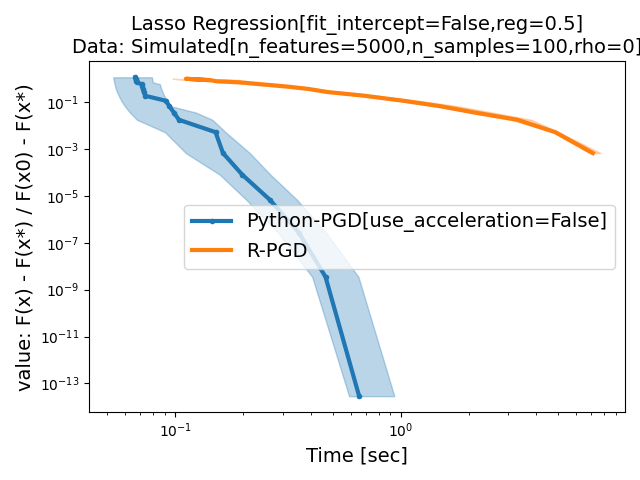 Lasso Regression[fit_intercept=False,reg=0.5]
Data: Simulated[n_features=5000,n_samples=100,rho=0]
value: F(x) - F(x*) / F(x0) - F(x*)
10⁻¹
10⁻³
10⁻⁵
10⁻⁷
10⁻⁹
10⁻¹¹
10⁻¹³
Python-PGD[use_acceleration=False]
R-PGD
10⁻¹ 10⁰
Time [sec]